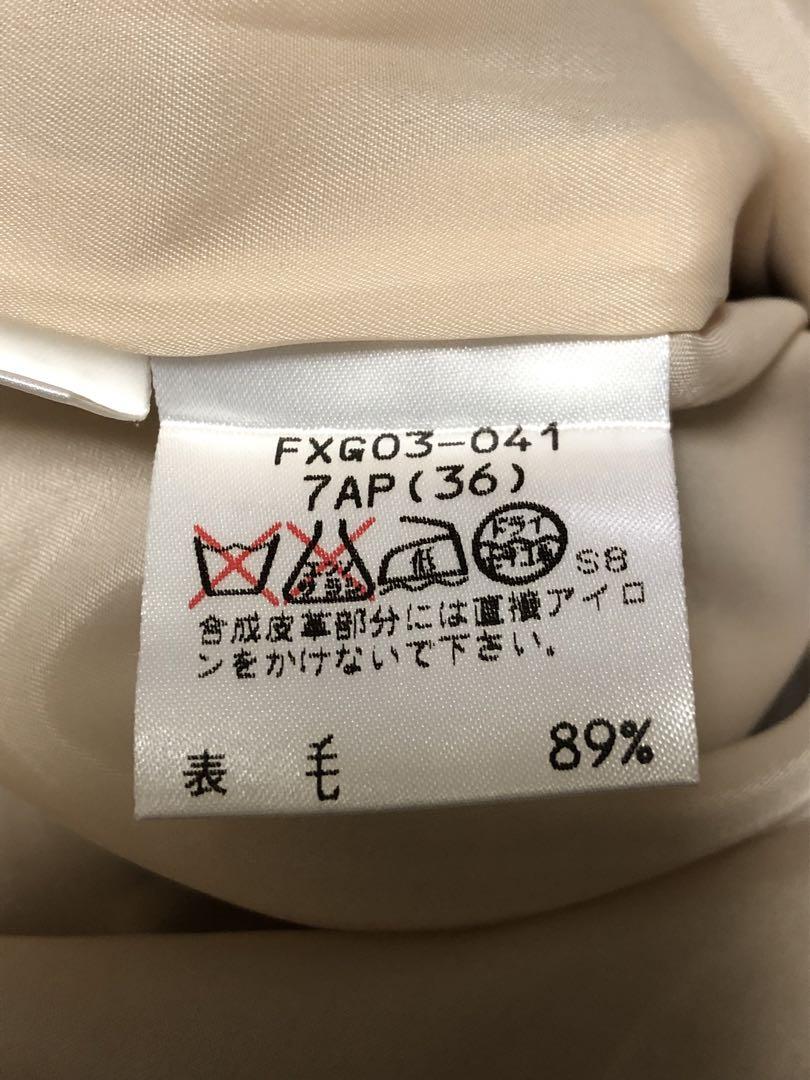 FXG03-041
7AP(36)
低
ドライ
S8
合成皮革部分には直接アイロ
ンをかけないで下さい。
表 毛 89%